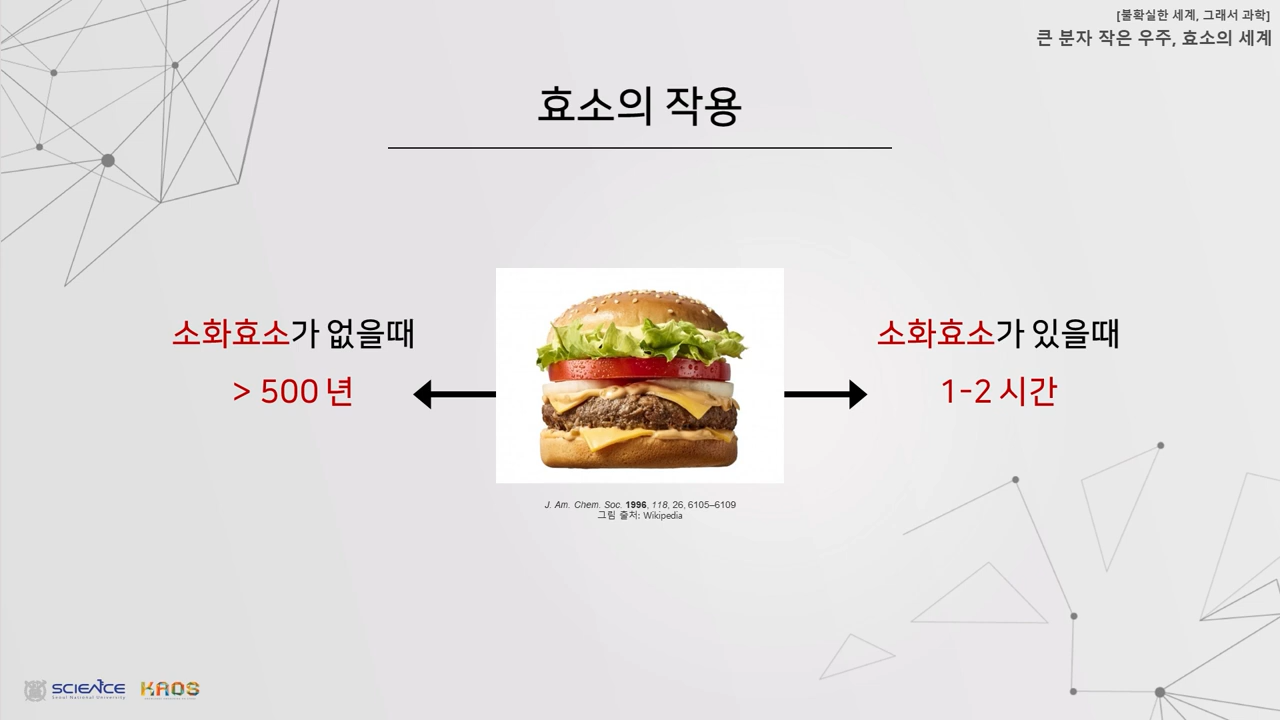 [불확실한 세계, 그래서 과학]
큰 분자 작은 우주, 효소의 세계
효소의 작용
소화효소가 없을때
> 500 년
소화효소가 있을때
1-2 시간
J. Am. Chem. Soc. 1996, 118, 26, 6105–6109
그림 출처: Wikipedia
SCIENCE
Seoul National University
KAOS